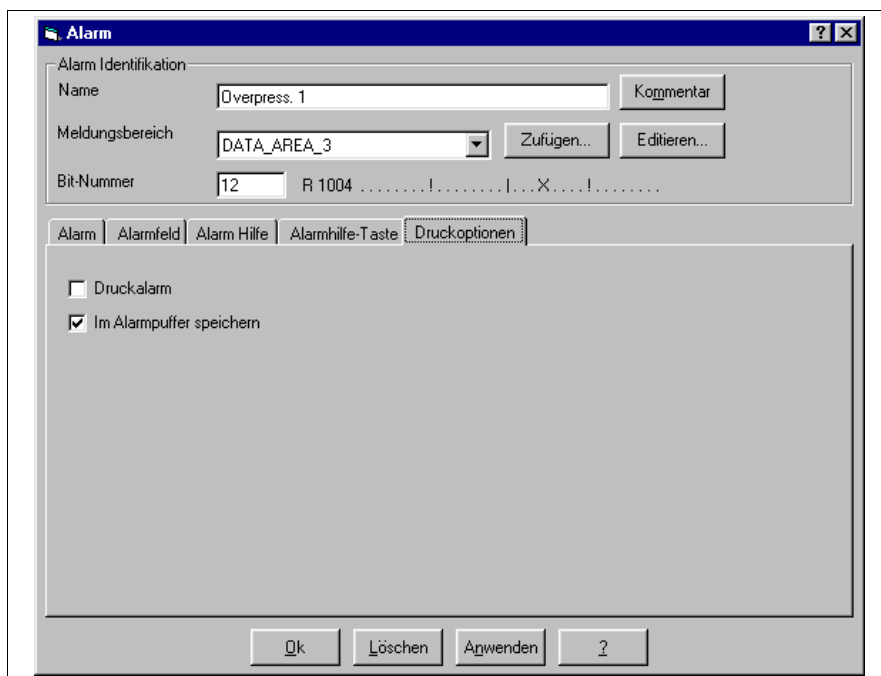 Alarm
Alarm Identifikation
Name Overpress. 1 Kommentar
Meldungsbereich DATA_AREA_3 Zufügen... Editieren...
Bit-Nummer 12 R 1004 ........!........|...X....!........
Alarm Alarmfeld Alarm Hilfe Alarmhilfe-Taste Druckoptionen
Druckalarm
Im Alarmpuffer speichern
Ok Löschen Anwenden ?